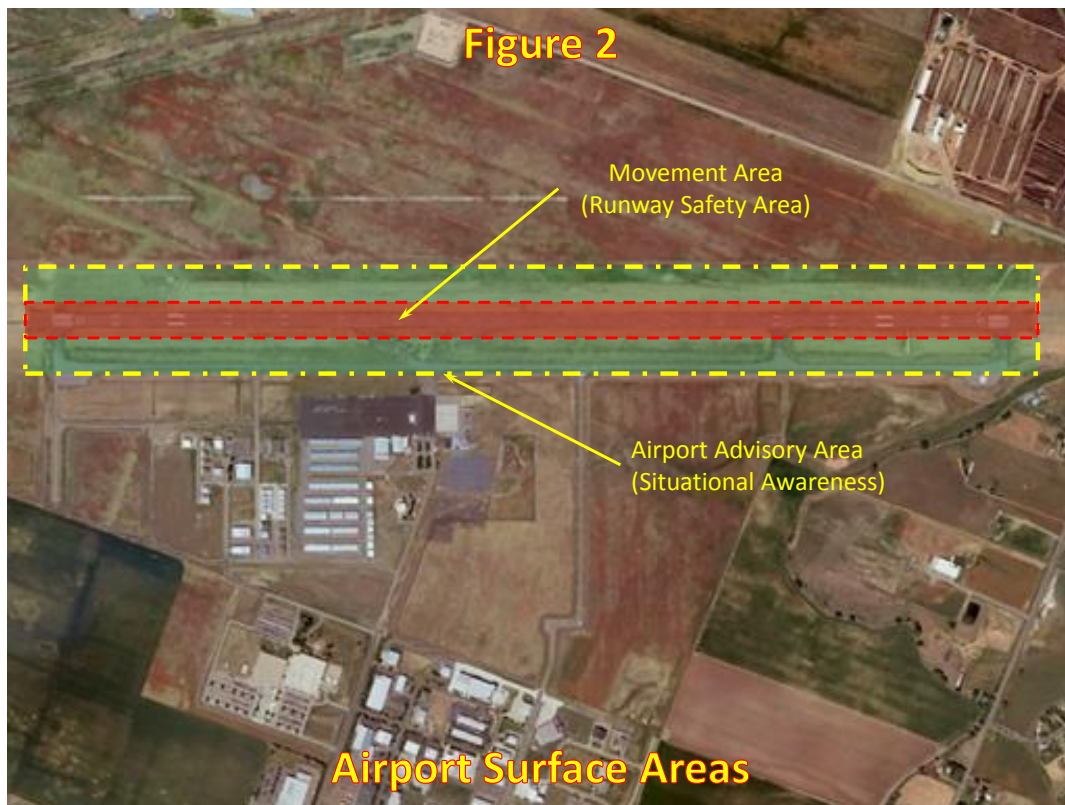 Figure 2
Movement Area
(Runway Safety Area)
Airport Advisory Area
(Situational Awareness)
Airport Surface Areas